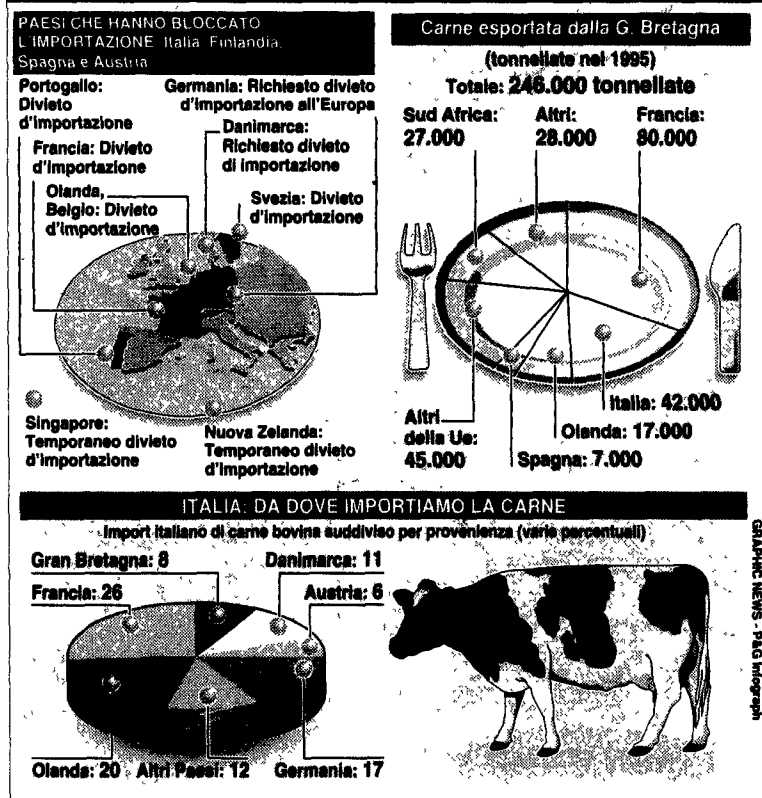 PAESI CHE HANNO BLOCCATO
L'IMPORTAZIONE Italia Finlandia,
Spagna e Austria
Portogallo:
Divieto
d'importazione
Germania: Richiesto divieto
d'importazione all'Europa
Francia: Divieto
d'importazione
Danimarca:
Richiesto divieto
di importazione
Olanda,
Belgio: Divieto
d'importazione
Svezia: Divieto
d'importazione
Singapore:
Temporaneo divieto
d'importazione
Nuova Zelanda:
Temporaneo divieto
d'importazione
Carne esportata dalla G. Bretagna
(tonnellate nel 1995)
Totale: 246.000 tonnellate
Sud Africa:
27.000
Altri:
28.000
Francia:
80.000
Altri
della Ue:
45.000
Italia: 42.000
Olanda: 17.000
Spagna: 7.000
ITALIA: DA DOVE IMPORTIAMO LA CARNE
Import italiano di carne bovina suddiviso per provenienza (varie percentuali)
Gran Bretagna: 8
Danimarca: 11
Francia: 26
Austria: 6
Olanda: 20
Altri Paesi: 12
Germania: 17
GRAPHIC NEWS - P&G Infograph